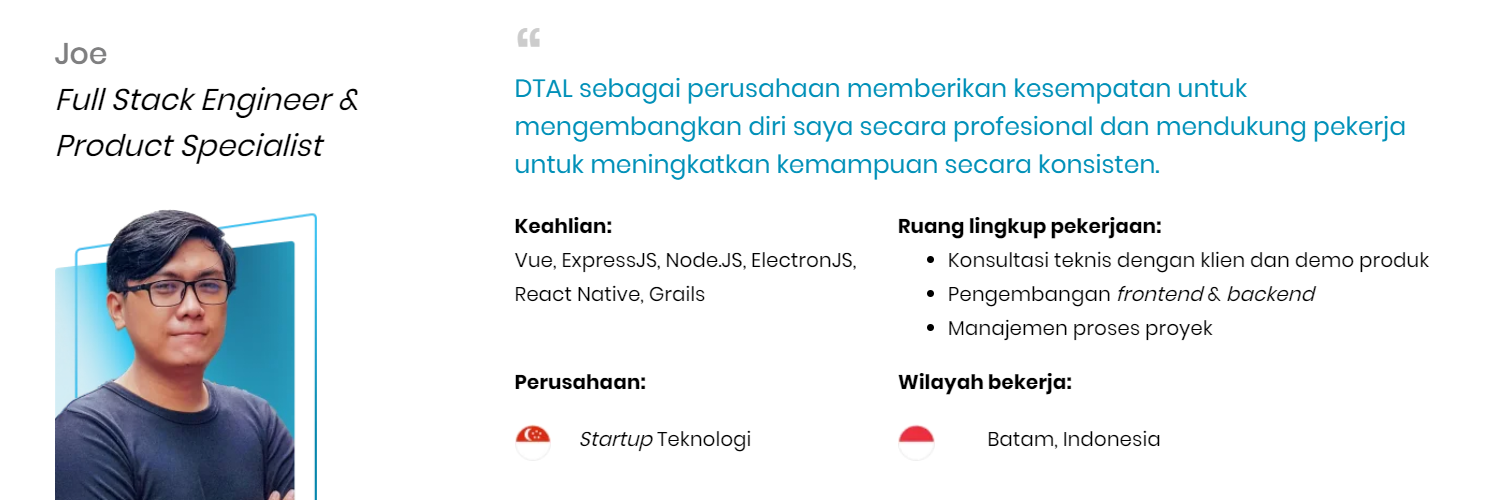 Joe
Full Stack Engineer &
Product Specialist
“
DTAL sebagai perusahaan memberikan kesempatan untuk
mengembangkan diri saya secara profesional dan mendukung pekerja
untuk meningkatkan kemampuan secara konsisten.
Keahlian:
Vue, ExpressJS, Node.JS, ElectronJS,
React Native, Grails
Ruang lingkup pekerjaan:
• Konsultasi teknis dengan klien dan demo produk
• Pengembangan frontend & backend
• Manajemen proses proyek
Perusahaan:
Startup Teknologi
Wilayah bekerja:
Batam, Indonesia